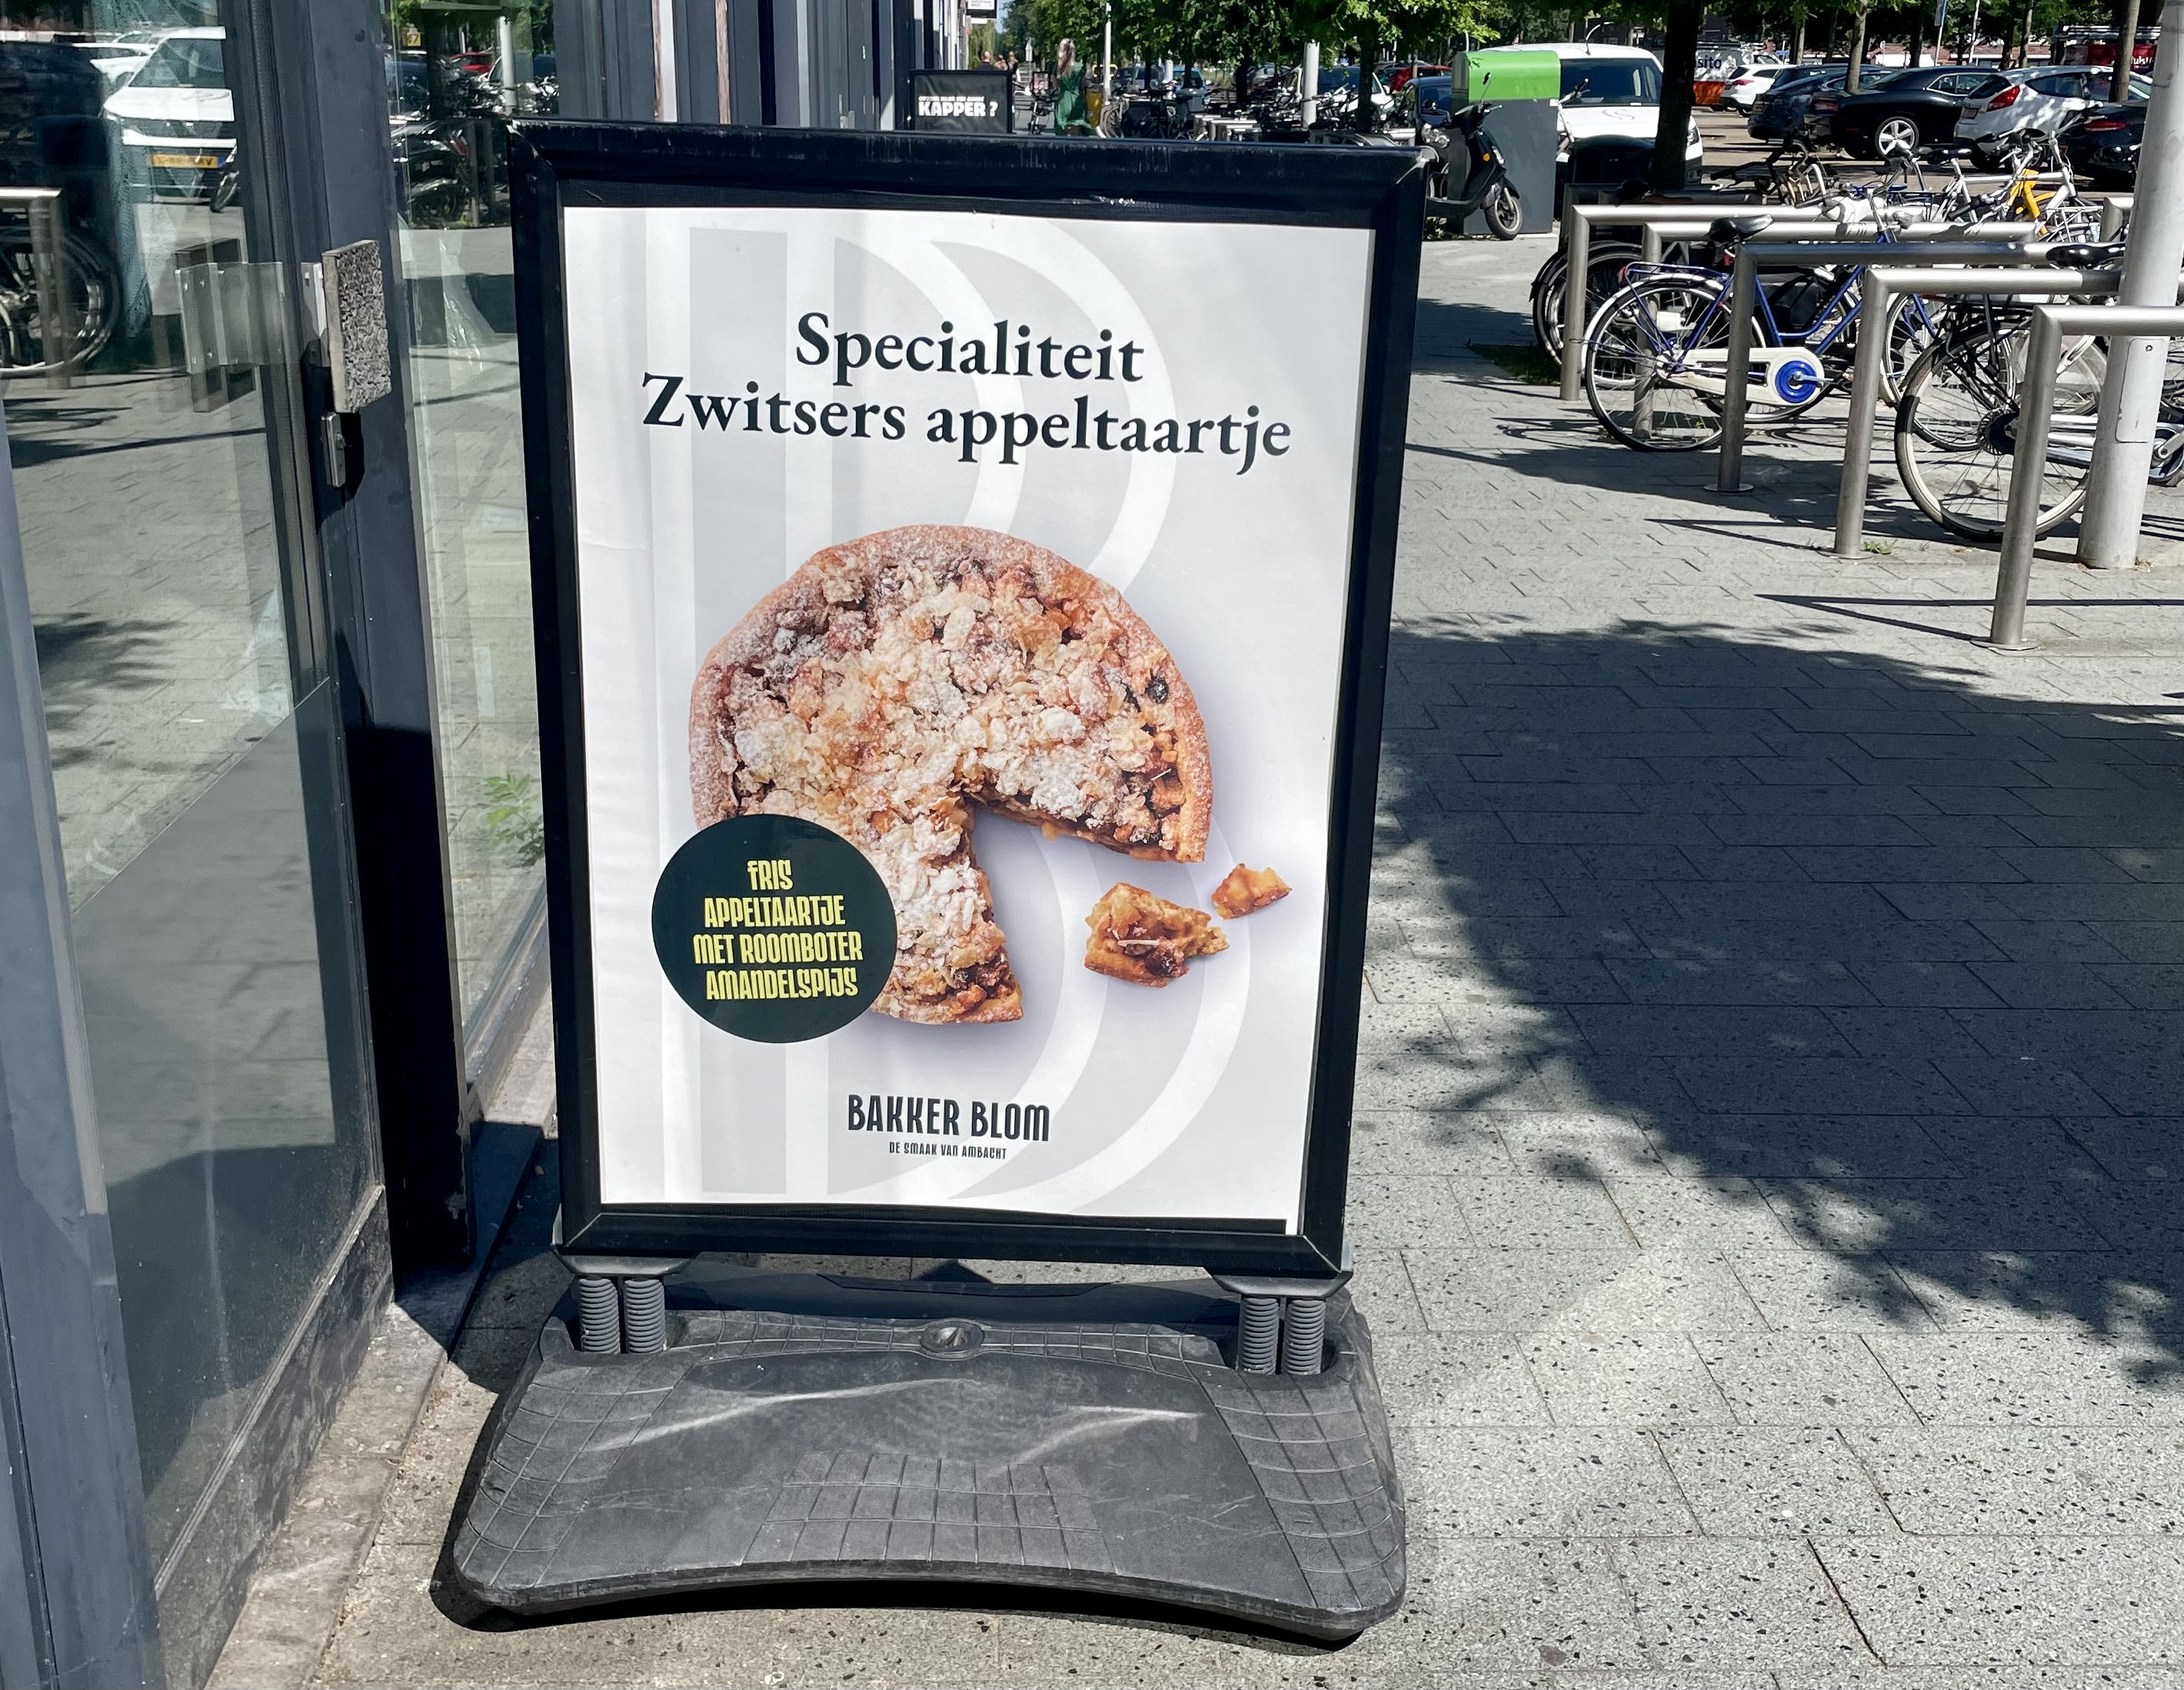 KAPPER ?
Specialiteit
Zwitsers appeltaartje
FRIS
APPELTAARTJE
MET ROOMBOTER
AMANDELSPIJS
BAKKER BLOM
DE SMAAK VAN AMBACHT